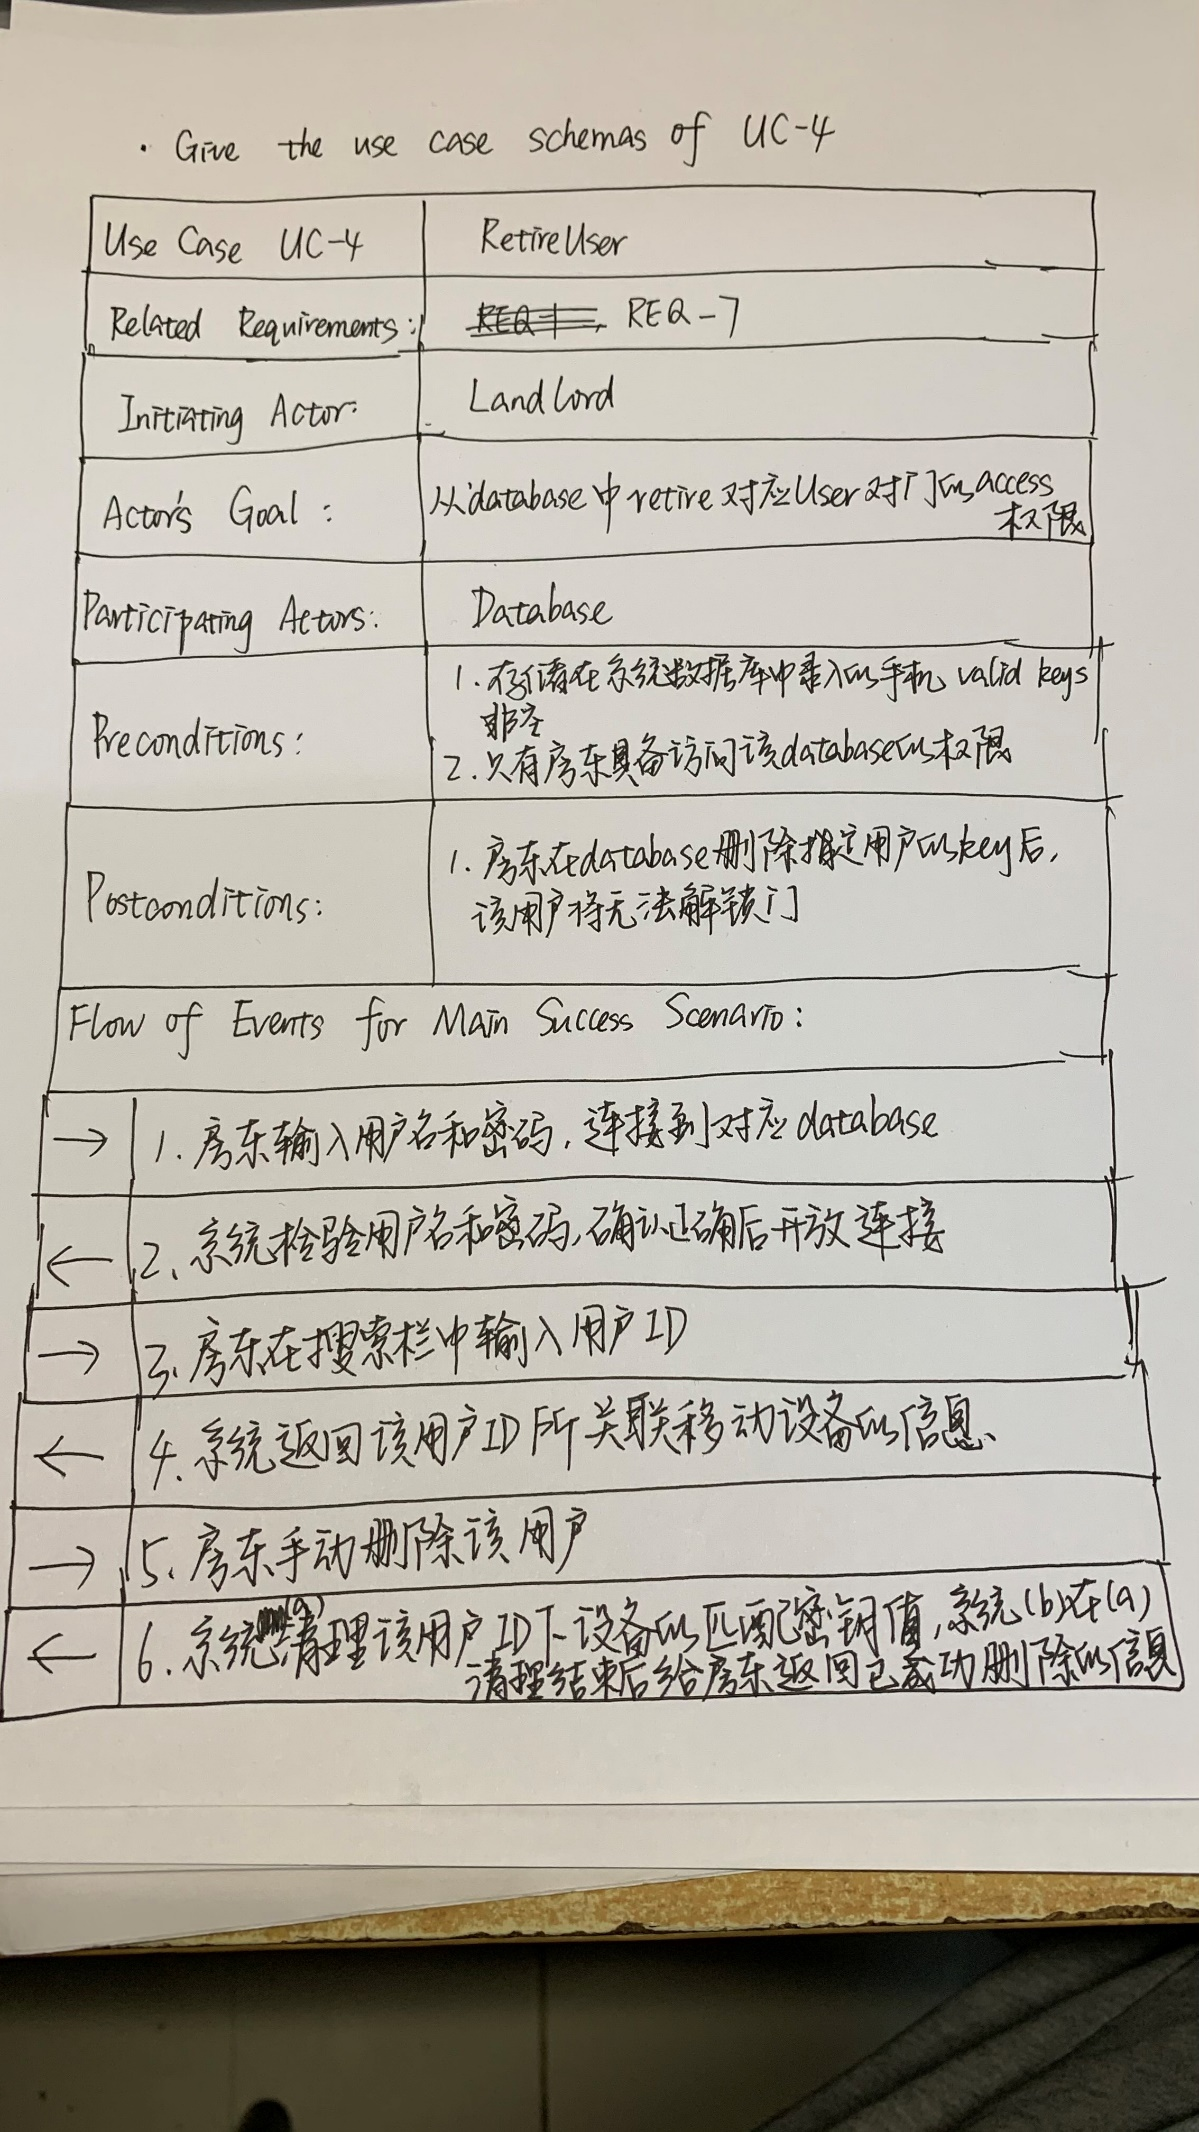 · Give the use case schemas of UC-4
Use Case UC-4 RetireUser
Related Requirements: REQ-7
Initiating Actor: Landlord
Actor's Goal: 从database中retire对应User对门的access
权限
Participating Actors: Database
Preconditions:
1. 存储在系统数据库中录入的手机 valid keys
非空
2. 只有房东具备访问该database的权限
Postconditions:
1. 房东在database删除指定用户的key后,
该用户将无法解锁门
Flow of Events for Main Success Scenario:
→ 1. 房东输入用户名和密码, 连接到对应database
← 2. 系统检验用户名和密码, 确认正确后开放连接
→ 3. 房东在搜索栏中输入用户ID
← 4. 系统返回该用户ID所关联移动设备的信息、
→ 5. 房东手动删除该用户
← 6. 系统(a)清理该用户ID下设备的匹配密钥值, 系统(b)在(a)
清理结束后给房东返回已成功删除的信息